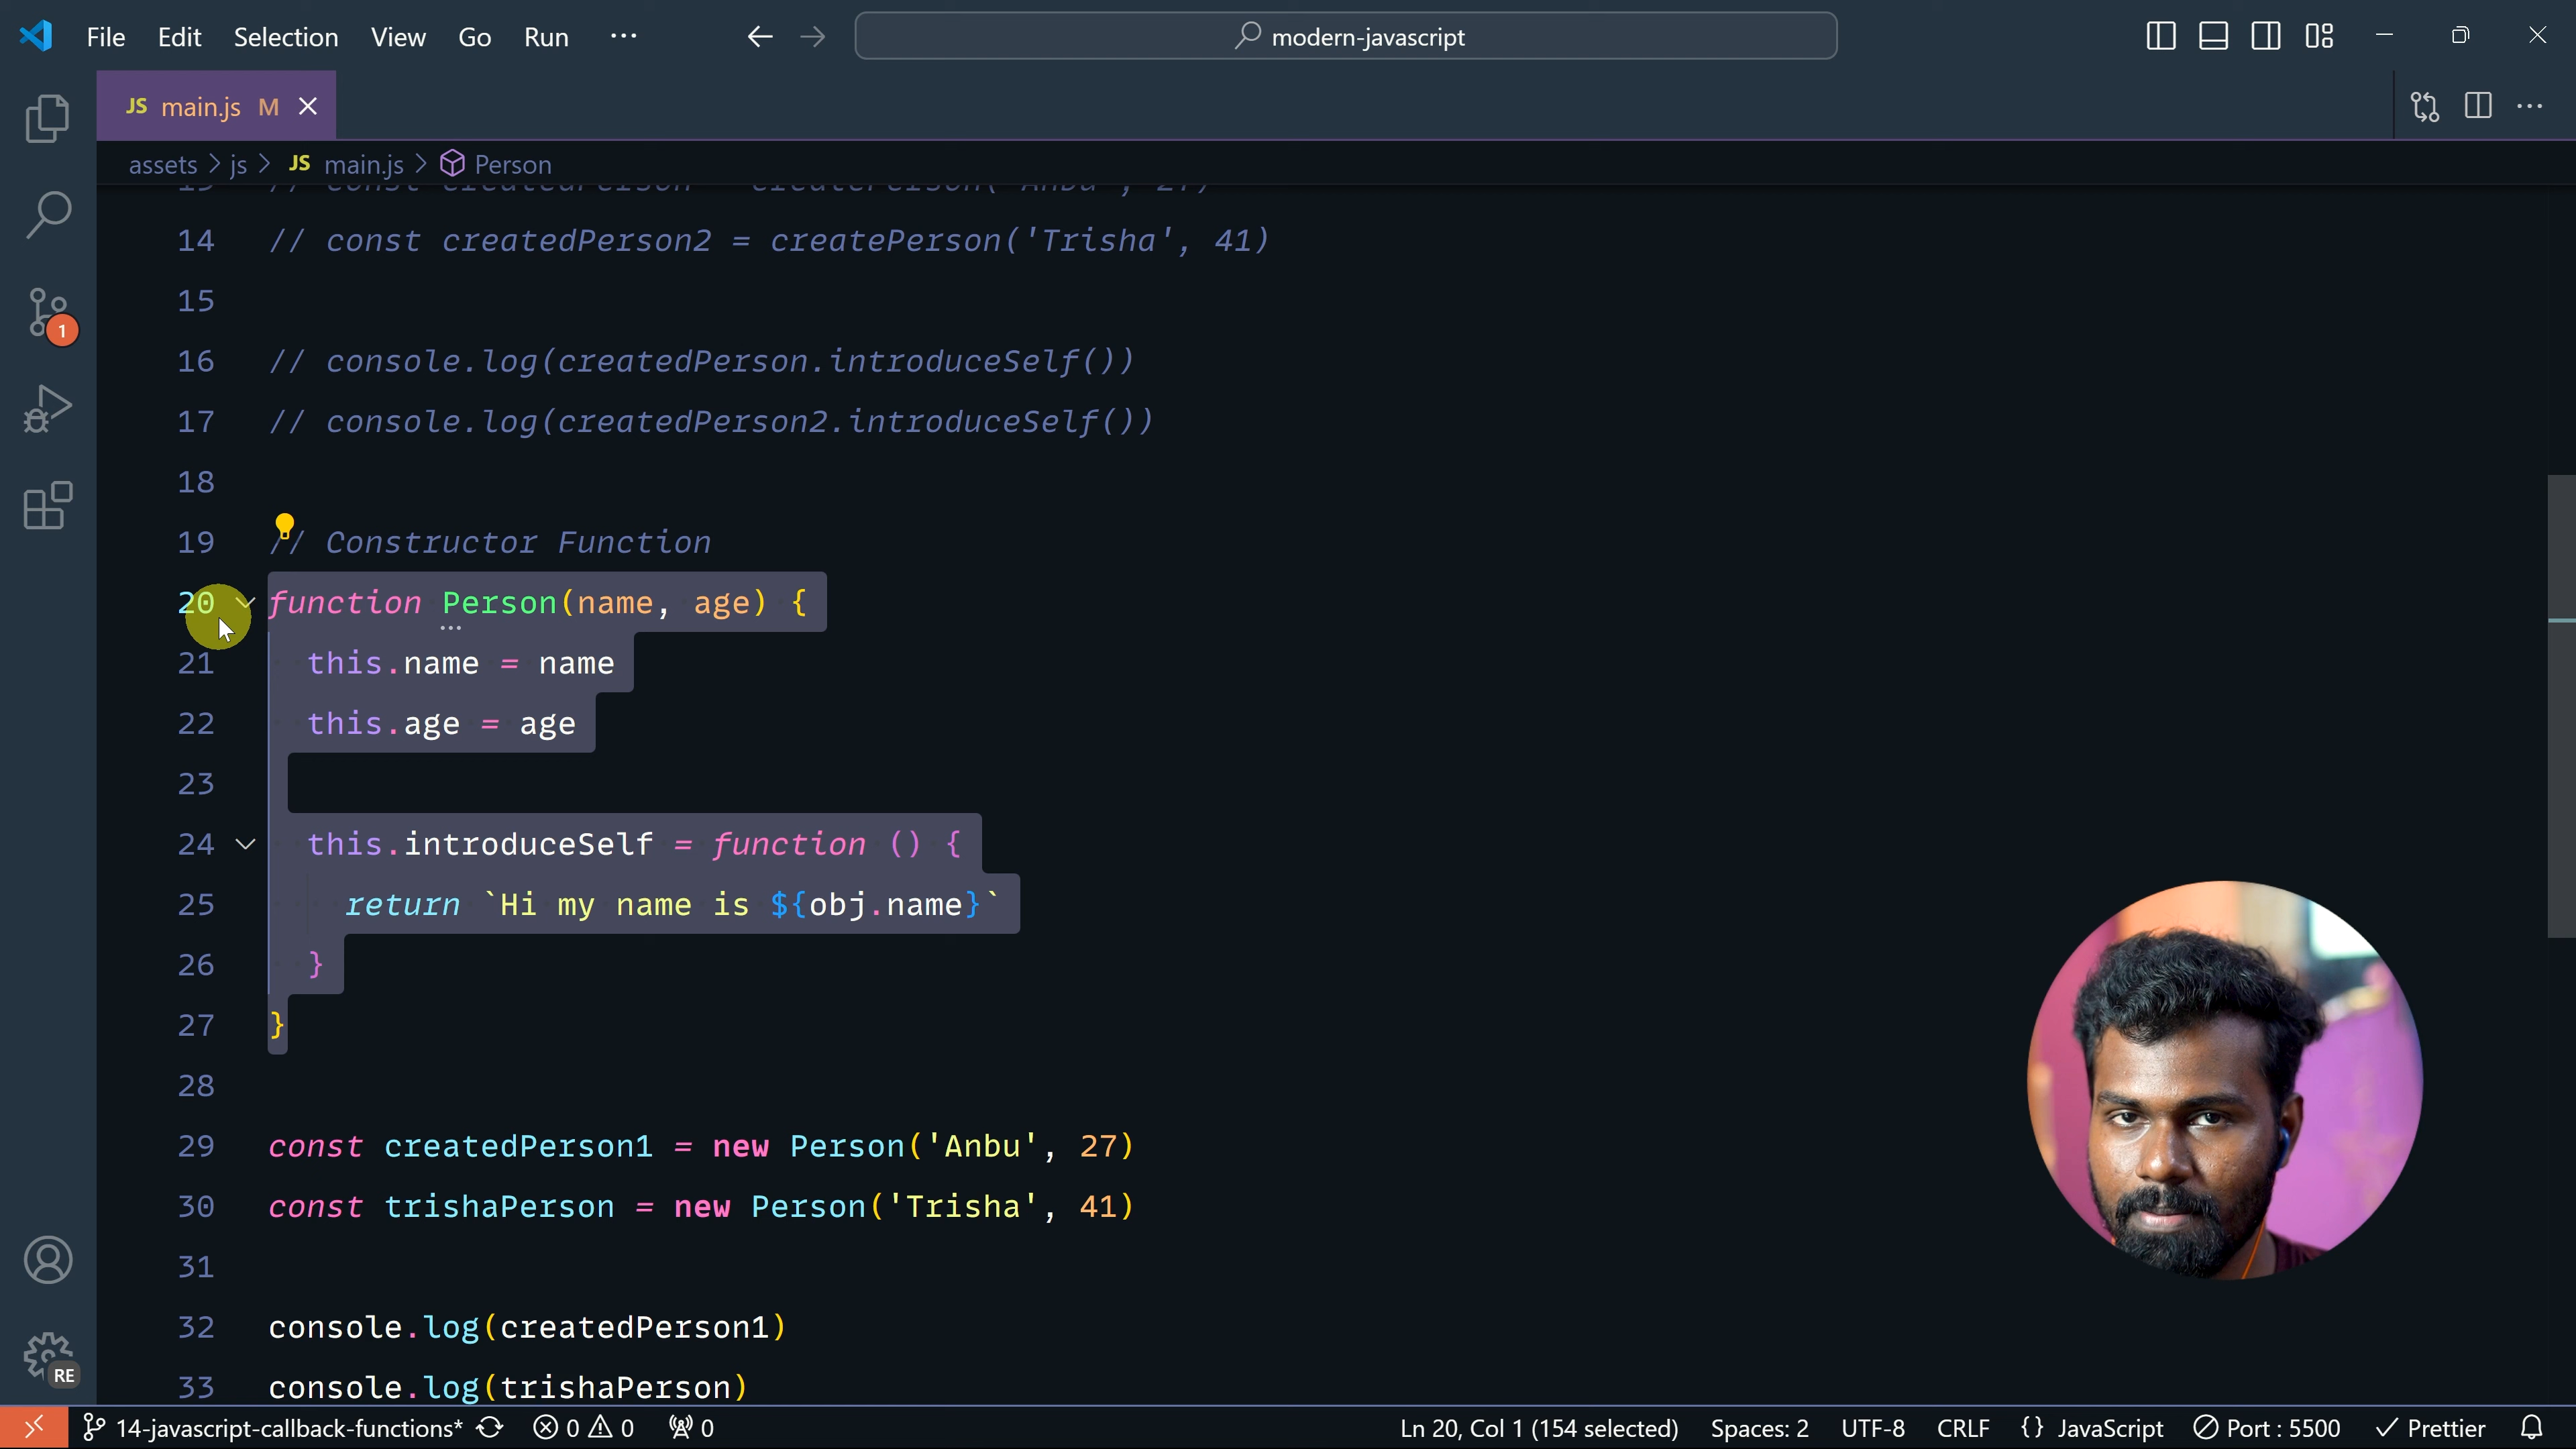 File Edit Selection View Go Run ··· modern-javascript
JS main.js M
assets > js > JS main.js > Person
14 // const createdPerson2 = createPerson('Trisha', 41)
15
16 // console.log(createdPerson.introduceSelf())
17 // console.log(createdPerson2.introduceSelf())
18
19 // Constructor Function
20 function Person(name, age) {
21 this.name = name
22 this.age = age
23
24 this.introduceSelf = function () {
25 return `Hi my name is ${obj.name}`
26 }
27 }
28
29 const createdPerson1 = new Person('Anbu', 27)
30 const trishaPerson = new Person('Trisha', 41)
31
32 console.log(createdPerson1)
33 console.log(trishaPerson)
1
RE
14-javascript-callback-functions* 0 0 0 Ln 20, Col 1 (154 selected) Spaces: 2 UTF-8 CRLF {} JavaScript Port : 5500 Prettier